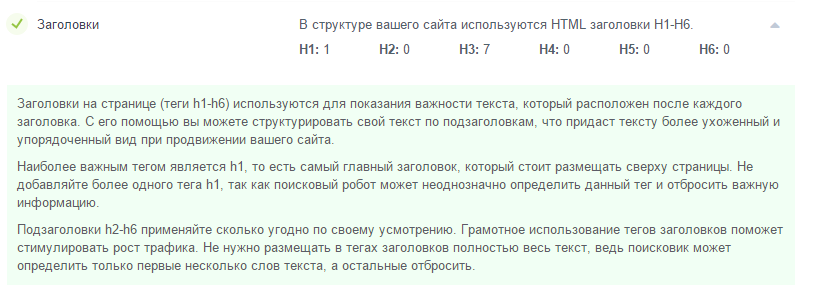 Заголовки
В структуре вашего сайта используются HTML заголовки H1-H6.
H1: 1 H2: 0 H3: 7 H4: 0 H5: 0 H6: 0
Заголовки на странице (теги h1-h6) используются для показания важности текста, который расположен после каждого
заголовка. С его помощью вы можете структурировать свой текст по подзаголовкам, что придаст тексту более ухоженный и
упорядоченный вид при продвижении вашего сайта.
Наиболее важным тегом является h1, то есть самый главный заголовок, который стоит размещать сверху страницы. Не
добавляйте более одного тега h1, так как поисковый робот может неоднозначно определить данный тег и отбросить важную
информацию.
Подзаголовки h2-h6 применяйте сколько угодно по своему усмотрению. Грамотное использование тегов заголовков поможет
стимулировать рост трафика. Не нужно размещать в тегах заголовков полностью весь текст, ведь поисковик может
определить только первые несколько слов текста, а остальные отбросить.